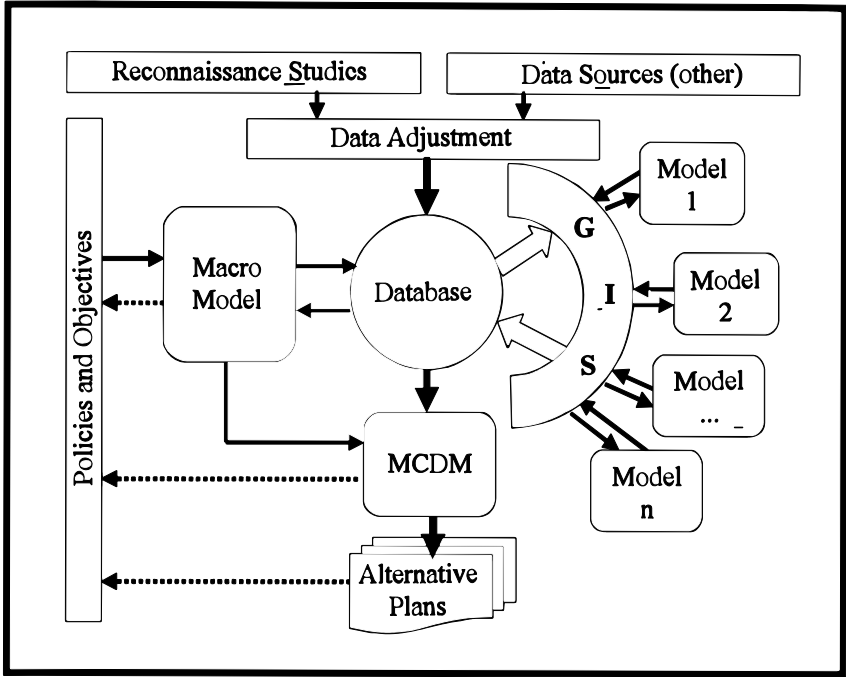 Reconnaissance Studics
Data Sources (other)
Data Adjustment
Policies and Objectives
Macro
Model
Database
G
I
S
Model
1
Model
2
Model
... _
Model
n
MCDM
Alternative
Plans